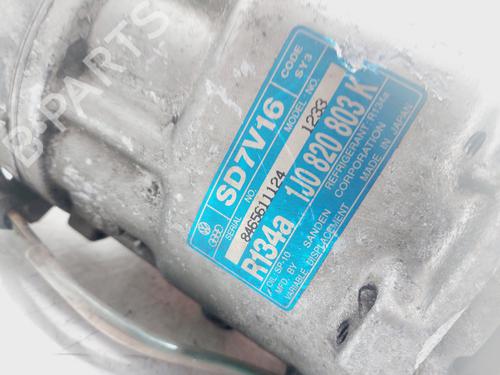 B-PARTS
SD7V16
CODE
SY3
SERIAL NO.
8465611124
MODEL NO.
1233
R134a
1J0 820 803 K
OIL SP-10
REFRIGERANT: R134a
MFD. BY SANDEN CORPORATION
VARIABLE DISPLACEMENT MADE IN JAPAN